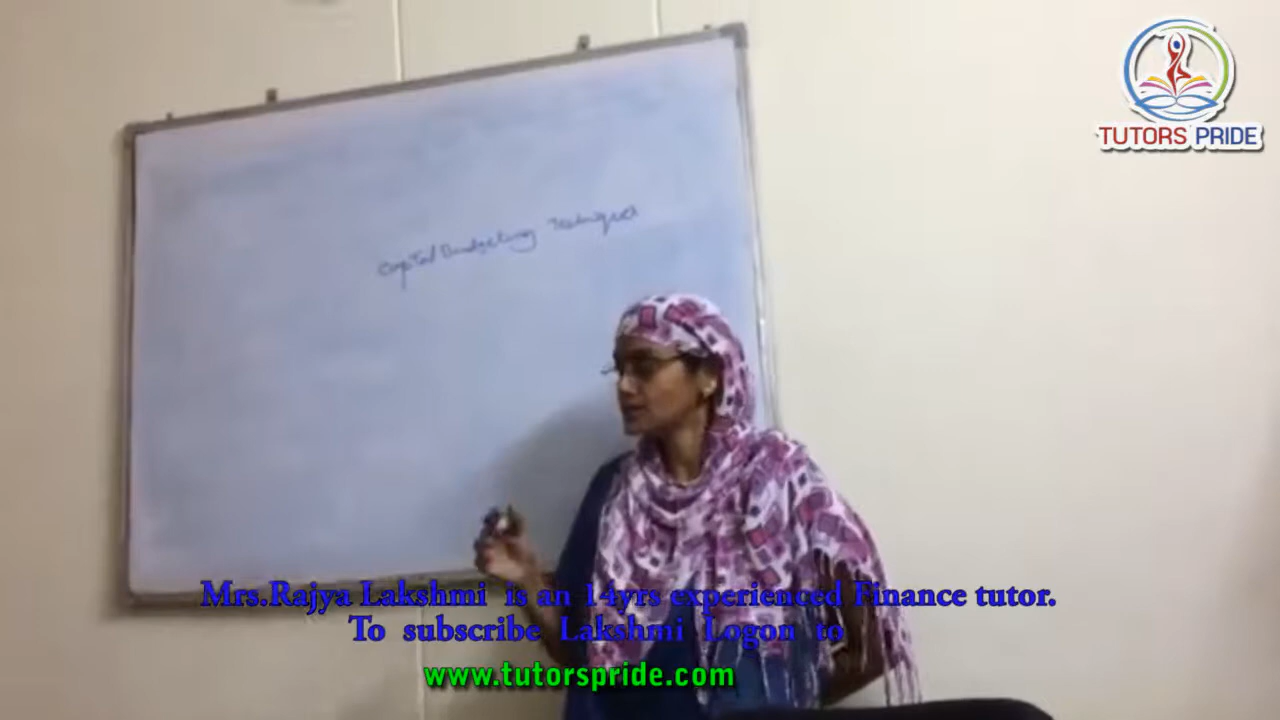 TUTORS PRIDE
Capital Budgeting Techniques
Mrs.Rajya Lakshmi is an 14yrs experienced Finance tutor.
To subscribe Lakshmi Logon to
www.tutorspride.com